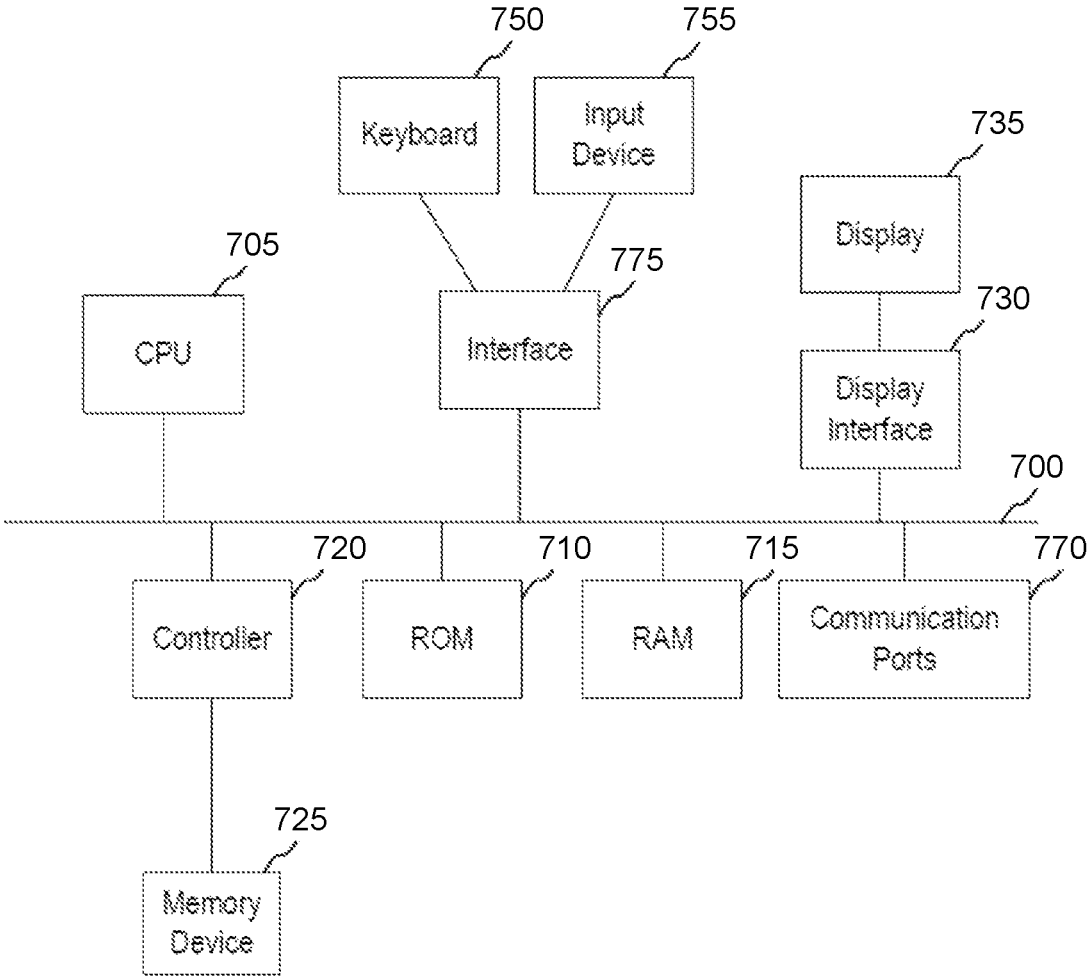 750
755
Keyboard
Input
Device
735
Display
705
775
730
CPU
Interface
Display
Interface
700
720
710
715
770
Controller
ROM
RAM
Communication
Ports
725
Memory
Device